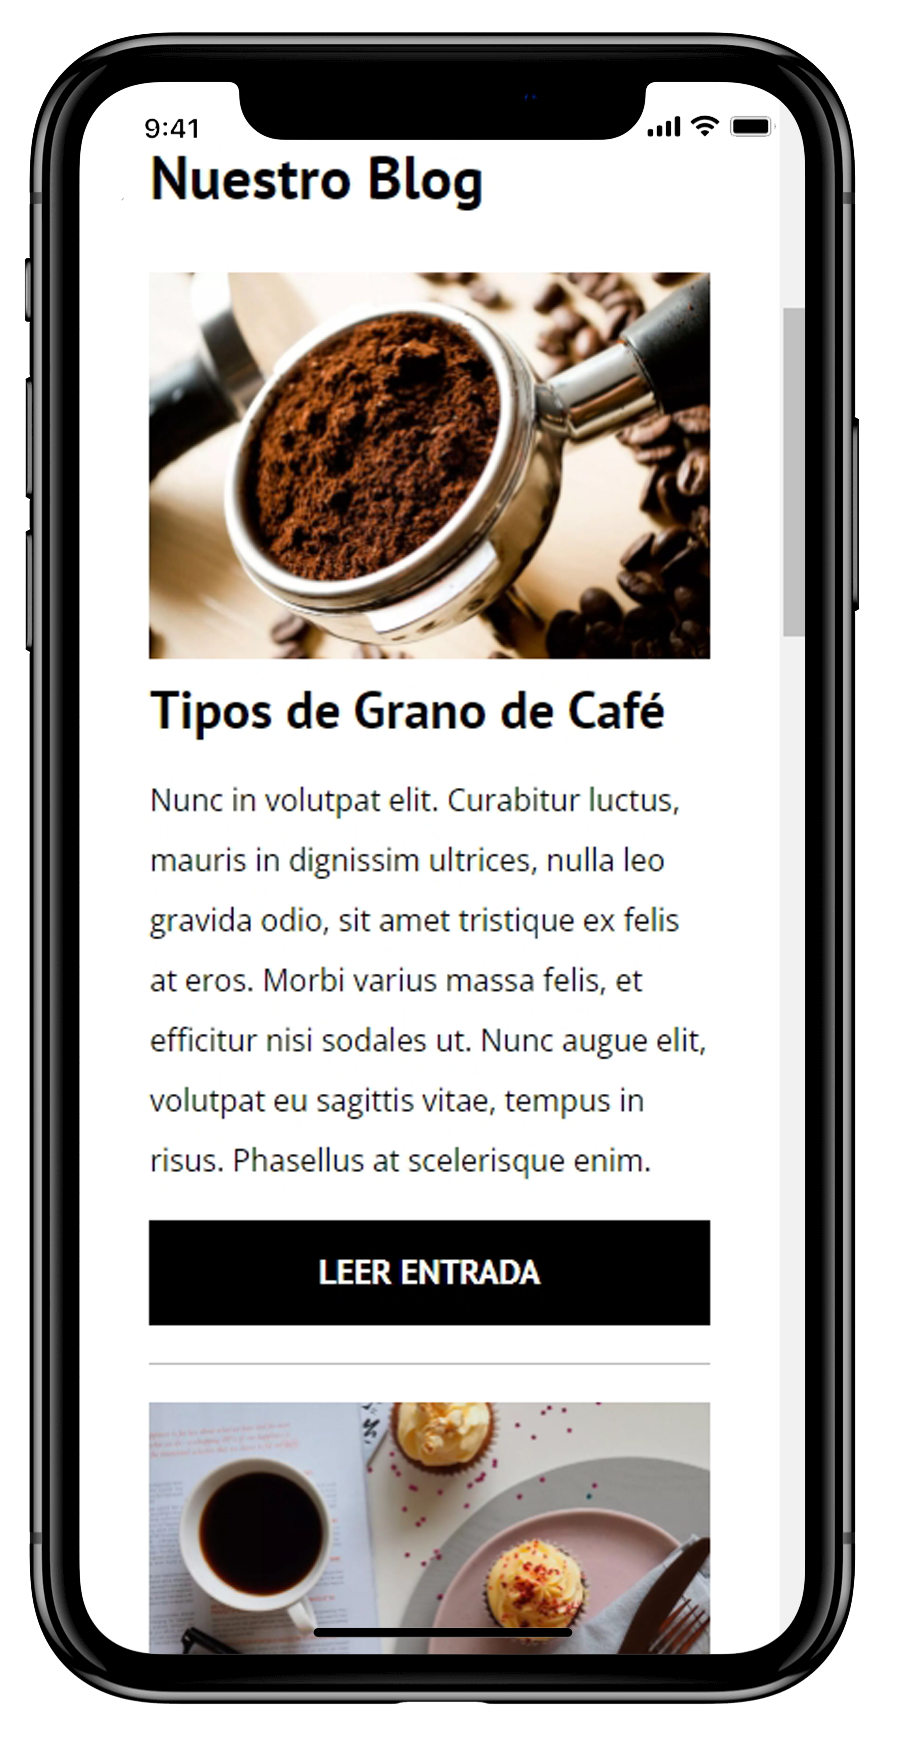 9:41
Nuestro Blog
Tipos de Grano de Café
Nunc in volutpat elit. Curabitur luctus,
mauris in dignissim ultrices, nulla leo
gravida odio, sit amet tristique ex felis
at eros. Morbi varius massa felis, et
efficitur nisi sodales ut. Nunc augue elit,
volutpat eu sagittis vitae, tempus in
risus. Phasellus at scelerisque enim.
LEER ENTRADA